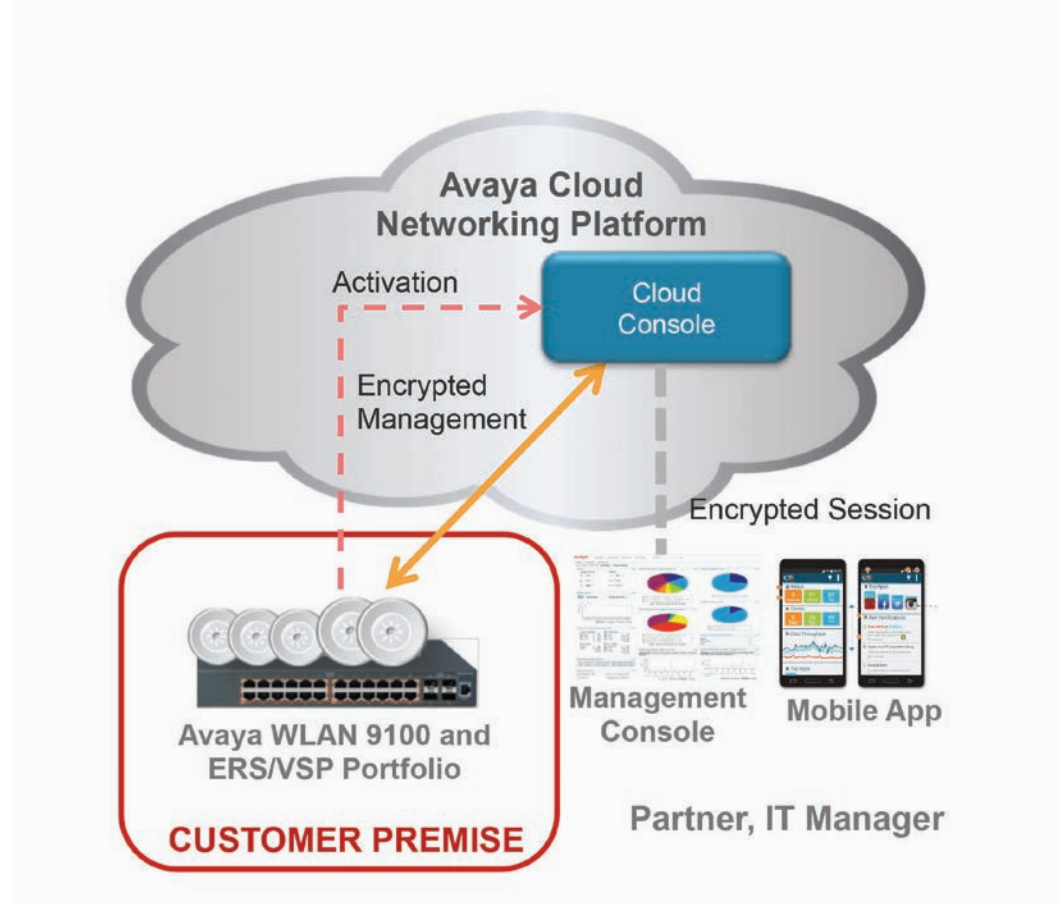 Avaya Cloud
Networking Platform
Activation
Cloud
Console
Encrypted
Management
Encrypted Session
Avaya WLAN 9100 and
ERS/VSP Portfolio
CUSTOMER PREMISE
Management
Console
Mobile App
Partner, IT Manager